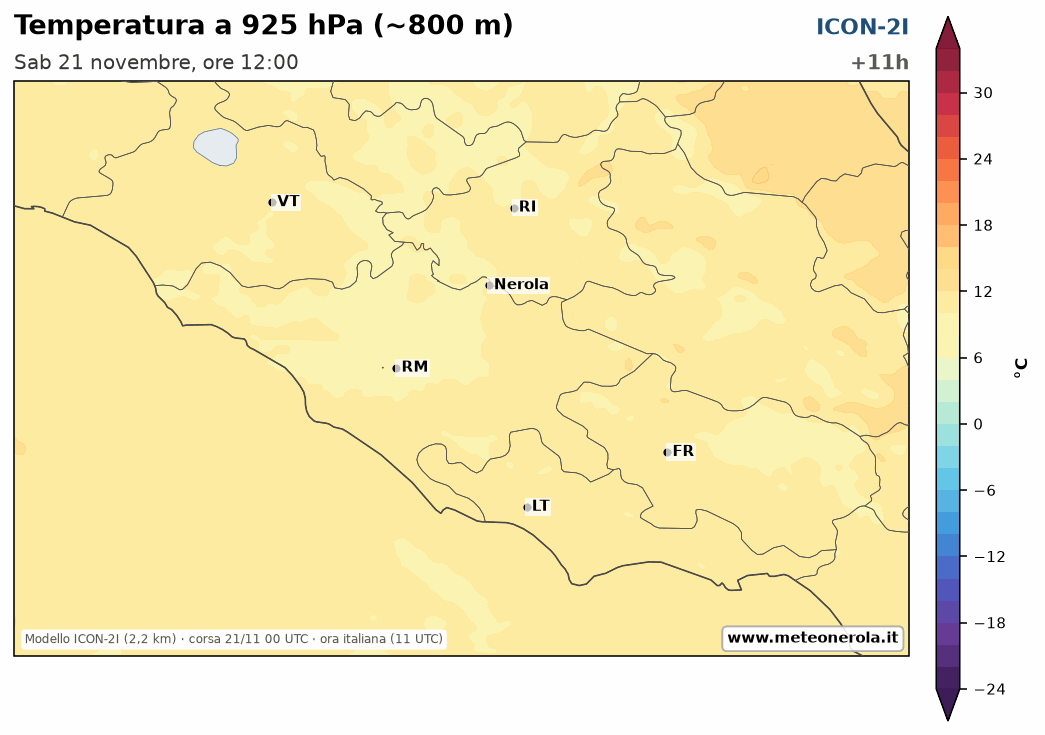 Temperatura a 925 hPa (~800 m)
ICON-2I
Sab 21 novembre, ore 12:00
+11h
VT
RI
Nerola
RM
FR
LT
Modello ICON-2I (2,2 km) · corsa 21/11 00 UTC · ora italiana (11 UTC)
www.meteonerola.it
30
24
18
12
6
0
−6
−12
−18
−24
°C